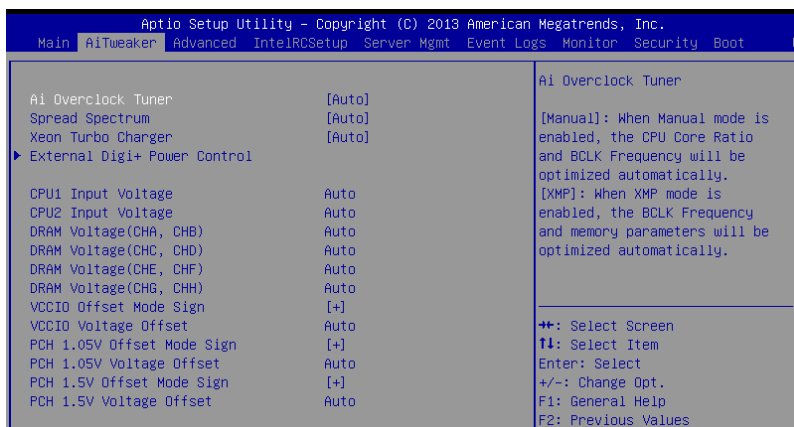 Aptio Setup Utility – Copyright (C) 2013 American Megatrends, Inc.
Main AiTweaker Advanced IntelRCSetup Server Mgmt Event Logs Monitor Security Boot
Ai Overclock Tuner [Auto]
Spread Spectrum [Auto]
Xeon Turbo Charger [Auto]
External Digi+ Power Control
CPU1 Input Voltage Auto
CPU2 Input Voltage Auto
DRAM Voltage(CHA, CHB) Auto
DRAM Voltage(CHC, CHD) Auto
DRAM Voltage(CHE, CHF) Auto
DRAM Voltage(CHG, CHH) Auto
VCCIO Offset Mode Sign [+]
VCCIO Voltage Offset Auto
PCH 1.05V Offset Mode Sign [+]
PCH 1.05V Voltage Offset Auto
PCH 1.5V Offset Mode Sign [+]
PCH 1.5V Voltage Offset Auto
Ai Overclock Tuner
[Manual]: When Manual mode is
enabled, the CPU Core Ratio
and BCLK Frequency will be
optimized automatically.
[XMP]: When XMP mode is
enabled, the BCLK Frequency
and memory parameters will be
optimized automatically.
→←: Select Screen
↑↓: Select Item
Enter: Select
+/-: Change Opt.
F1: General Help
F2: Previous Values